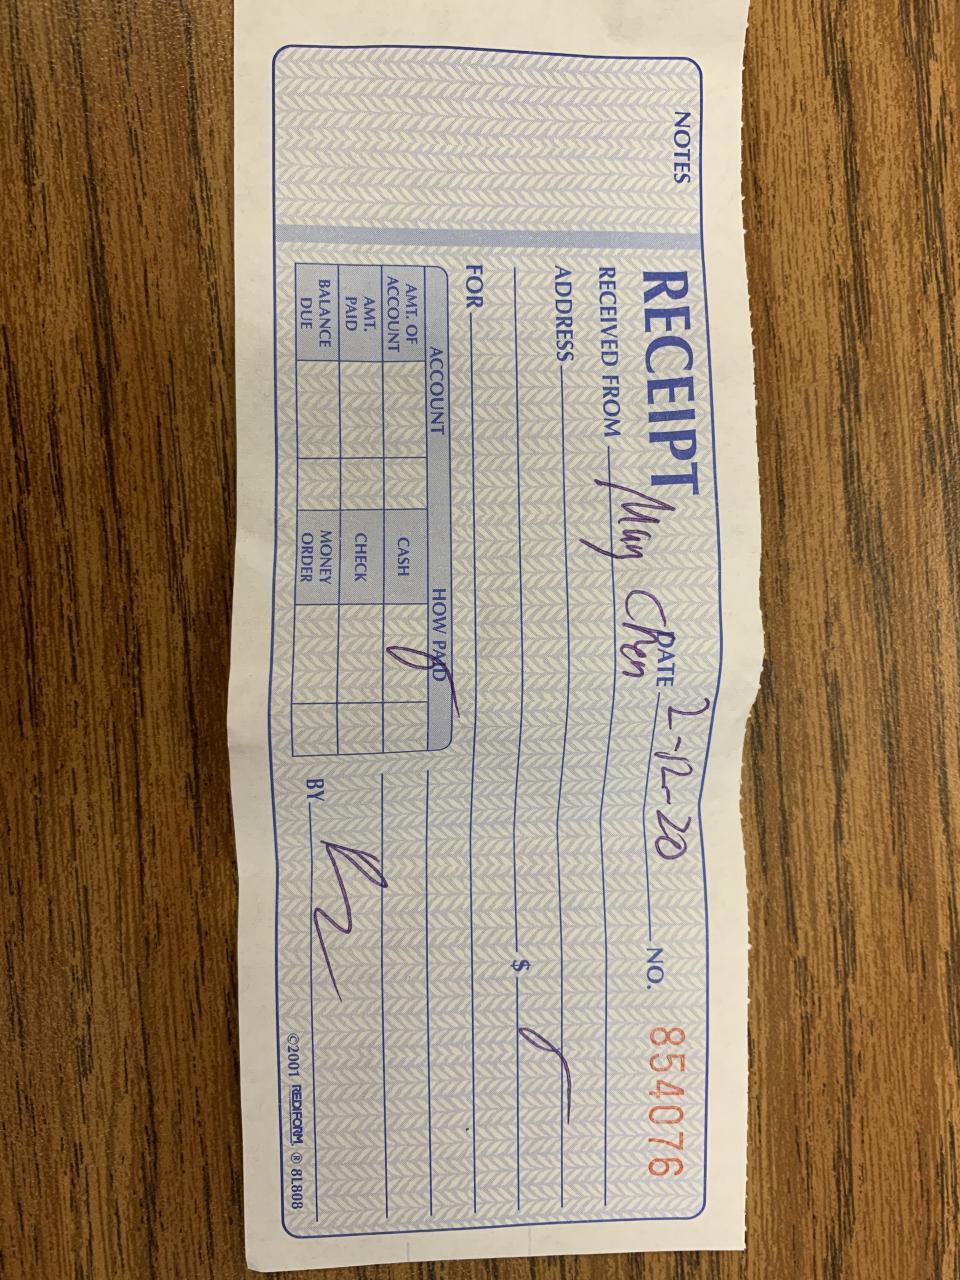 NOTES
RECEIPT
DATE 2-12-20 NO. 854076
RECEIVED FROM May Chen
ADDRESS
$
FOR
ACCOUNT HOW PAID
AMT. OF ACCOUNT CASH
AMT. PAID CHECK
BALANCE DUE MONEY ORDER
BY
©2001 REDIFORM ® 8L808